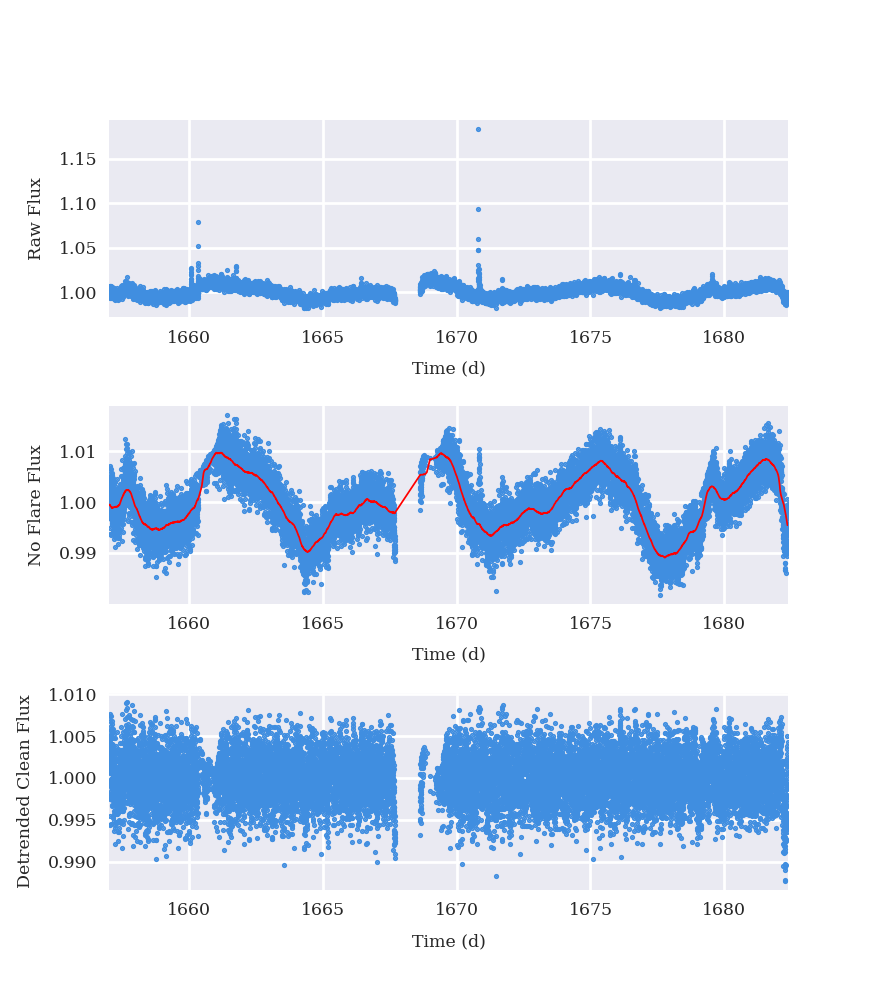 Raw Flux
1.15
1.10
1.05
1.00
1660 1665 1670 1675 1680
Time (d)
No Flare Flux
1.01
1.00
0.99
1660 1665 1670 1675 1680
Time (d)
Detrended Clean Flux
1.010
1.005
1.000
0.995
0.990
1660 1665 1670 1675 1680
Time (d)